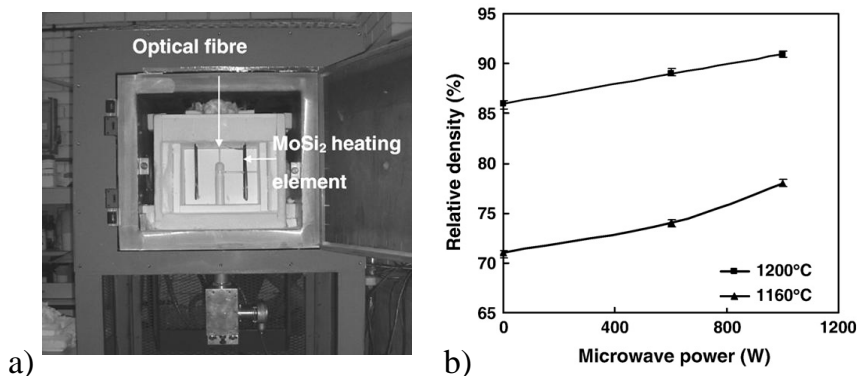 Optical fibre
MoSi₂ heating
element
a)
95
90
85
80
75
70
65
Relative density (%)
1200°C
1160°C
0
400
800
1200
Microwave power (W)
b)